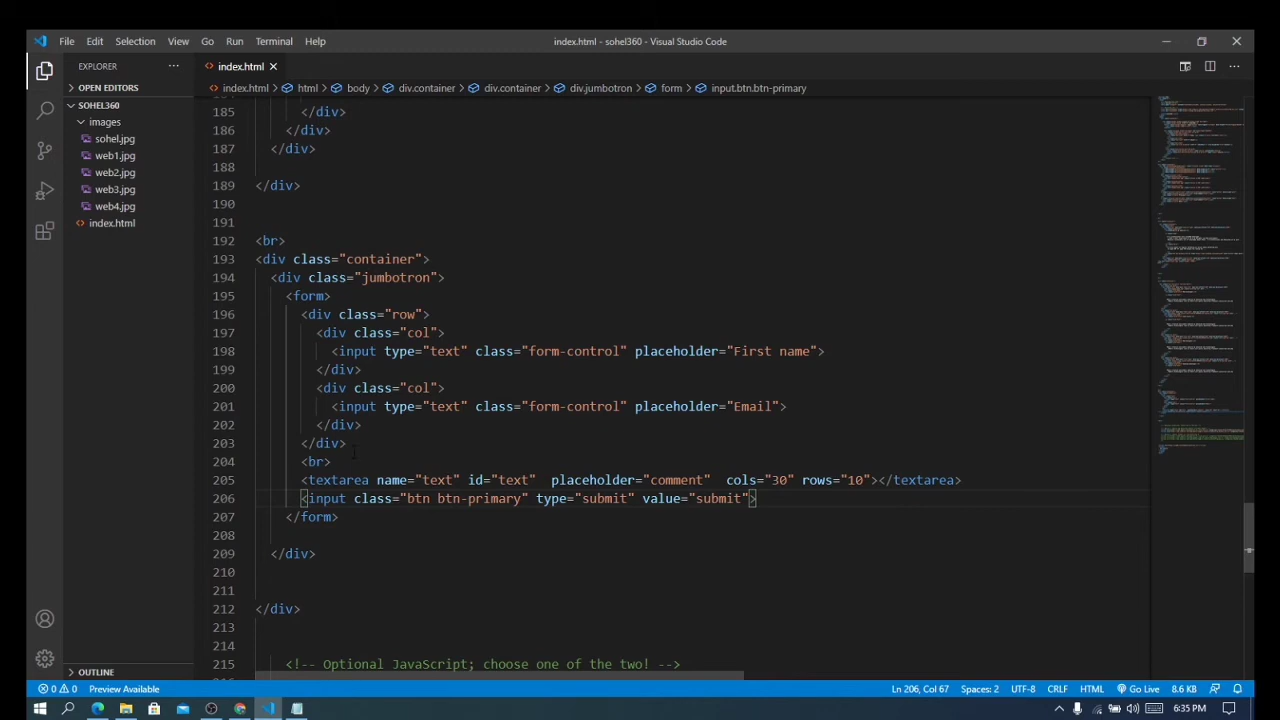 File Edit Selection View Go Run Terminal Help index.html - sohel360 - Visual Studio Code
EXPLORER
OPEN EDITORS
SOHEL360
images
sohel.jpg
web1.jpg
web2.jpg
web3.jpg
web4.jpg
index.html
OUTLINE
index.html
index.html > html > body > div.container > div.container > div.jumbotron > form > input.btn.btn-primary
185 </div>
186 </div>
187 </div>
188
189 </div>
190
191
192 <br>
193 <div class="container">
194 <div class="jumbotron">
195 <form>
196 <div class="row">
197 <div class="col">
198 <input type="text" class="form-control" placeholder="First name">
199 </div>
200 <div class="col">
201 <input type="text" class="form-control" placeholder="Email">
202 </div>
203 </div>
204 <br>
205 <textarea name="text" id="text"  placeholder="comment"  cols="30" rows="10"></textarea>
206 <input class="btn btn-primary" type="submit" value="submit">
207 </form>
208
209 </div>
210
211
212 </div>
213
214
215 <!-- Optional JavaScript; choose one of the two! -->
0 0 Preview Available Ln 206, Col 67 Spaces: 2 UTF-8 CRLF HTML Go Live 8.6 KB
6:35 PM